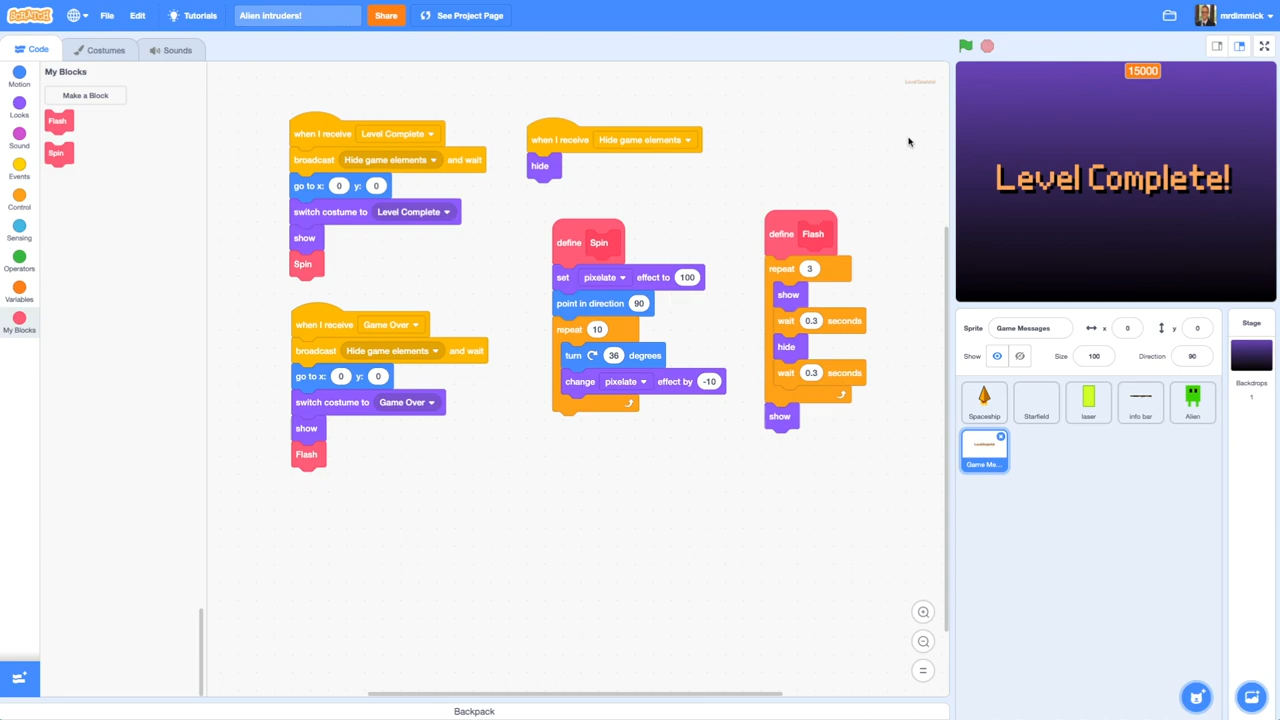 SCRATCH
File
Edit
Tutorials
Alien intruders!
Share
See Project Page
mrdimmick
Code
Costumes
Sounds
Motion
Looks
Sound
Events
Control
Sensing
Operators
Variables
My Blocks
My Blocks
Make a Block
Flash
Spin
when I receive Level Complete
broadcast Hide game elements and wait
go to x: 0 y: 0
switch costume to Level Complete
show
Spin
when I receive Game Over
broadcast Hide game elements and wait
go to x: 0 y: 0
switch costume to Game Over
show
Flash
when I receive Hide game elements
hide
define Spin
set pixelate effect to 100
point in direction 90
repeat 10
turn 36 degrees
change pixelate effect by -10
define Flash
repeat 3
show
wait 0.3 seconds
hide
wait 0.3 seconds
show
15000
Level Complete!
Sprite Game Messages x 0 y 0
Show Size 100 Direction 90
Spaceship
Starfield
laser
info bar
Alien
Game Me...
Stage
Backdrops
1
Backpack